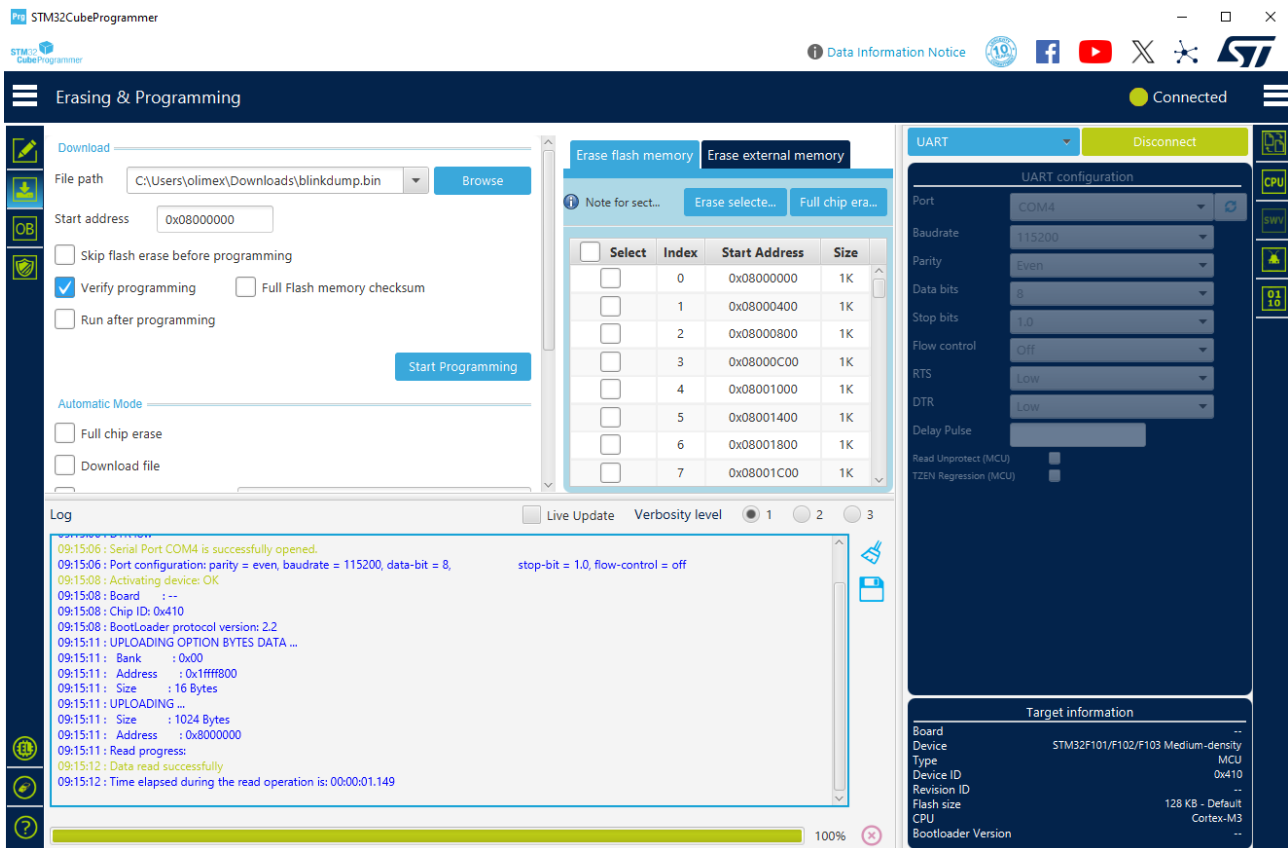 Prg STM32CubeProgrammer
STM32
CubeProgrammer
Data Information Notice
10
Erasing & Programming
Connected
Download
File path C:\Users\olimex\Downloads\blinkdump.bin Browse
Start address 0x08000000
Skip flash erase before programming
Verify programming Full Flash memory checksum
Run after programming
Start Programming
Automatic Mode
Full chip erase
Download file
OB
Erase flash memory Erase external memory
Note for sect... Erase selecte... Full chip era...
Select Index Start Address Size
0 0x08000000 1K
1 0x08000400 1K
2 0x08000800 1K
3 0x08000C00 1K
4 0x08001000 1K
5 0x08001400 1K
6 0x08001800 1K
7 0x08001C00 1K
UART Disconnect
UART configuration
Port COM4
Baudrate 115200
Parity Even
Data bits 8
Stop bits 1.0
Flow control Off
RTS Low
DTR Low
Delay Pulse
Read Unprotect (MCU)
TZEN Regression (MCU)
CPU
SWV
01
10
Log Live Update Verbosity level 1 2 3
09:15:06 : Serial Port COM4 is successfully opened.
09:15:06 : Port configuration: parity = even, baudrate = 115200, data-bit = 8, stop-bit = 1.0, flow-control = off
09:15:08 : Activating device: OK
09:15:08 : Board : --
09:15:08 : Chip ID: 0x410
09:15:08 : BootLoader protocol version: 2.2
09:15:11 : UPLOADING OPTION BYTES DATA ...
09:15:11 : Bank : 0x00
09:15:11 : Address : 0x1ffff800
09:15:11 : Size : 16 Bytes
09:15:11 : UPLOADING ...
09:15:11 : Size : 1024 Bytes
09:15:11 : Address : 0x8000000
09:15:11 : Read progress:
09:15:12 : Data read successfully
09:15:12 : Time elapsed during the read operation is: 00:00:01.149
100%
Target information
Board --
Device STM32F101/F102/F103 Medium-density
Type MCU
Device ID 0x410
Revision ID --
Flash size 128 KB - Default
CPU Cortex-M3
Bootloader Version --